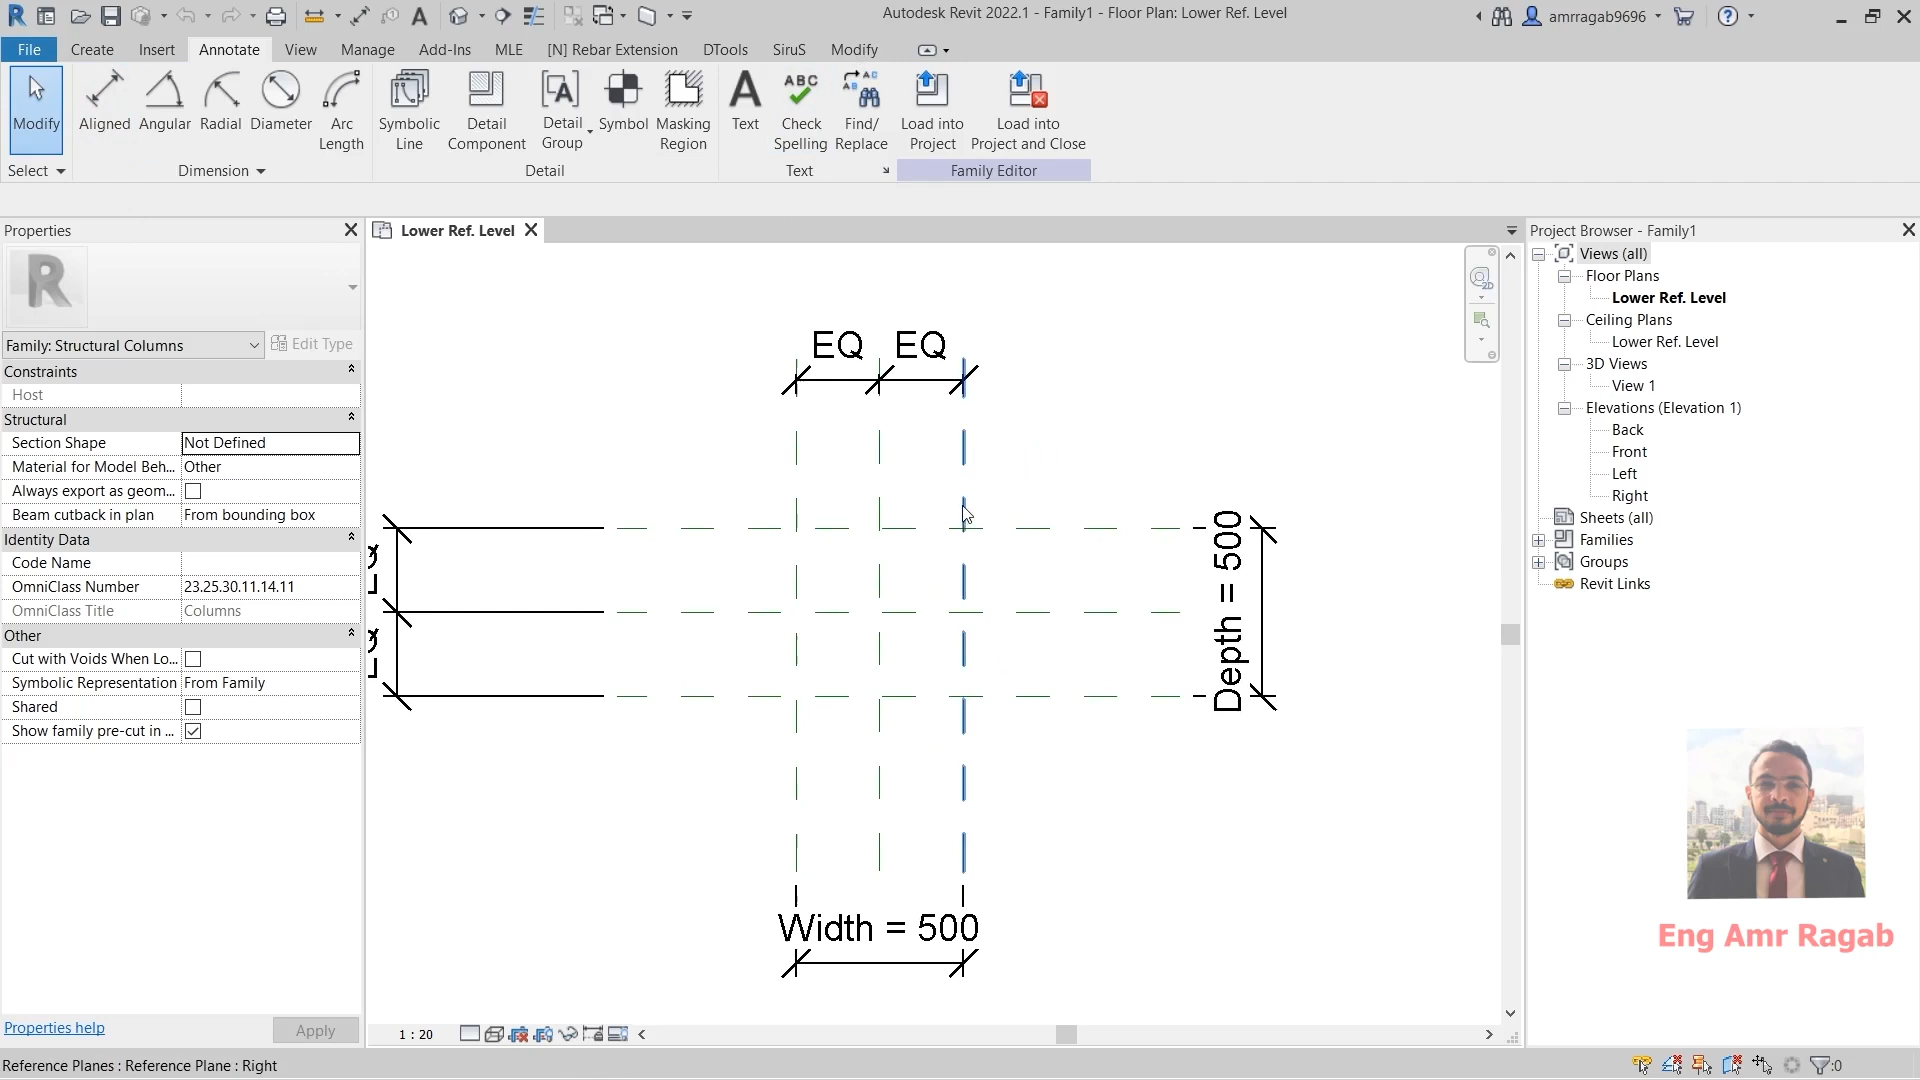 Autodesk Revit 2022.1 - Family1 - Floor Plan: Lower Ref. Level
amrragab9696
File Create Insert Annotate View Manage Add-Ins MLE [N] Rebar Extension DTools SiruS Modify
Modify
Aligned Angular Radial Diameter Arc Length
Symbolic Line Detail Component Detail Group Symbol Masking Region
Text Check Spelling Find/ Replace Load into Project Load into Project and Close
Select Dimension Detail Text Family Editor
Properties
Lower Ref. Level
Project Browser - Family1
Family: Structural Columns
Edit Type
Constraints
Host
Structural
Section Shape Not Defined
Material for Model Beh... Other
Always export as geom...
Beam cutback in plan From bounding box
Identity Data
Code Name
OmniClass Number 23.25.30.11.14.11
OmniClass Title Columns
Other
Cut with Voids When Lo...
Symbolic Representation From Family
Shared
Show family pre-cut in ...
Properties help
Apply
EQ EQ
Depth = 500
Width = 500
1 : 20
Views (all)
Floor Plans
Lower Ref. Level
Ceiling Plans
Lower Ref. Level
3D Views
View 1
Elevations (Elevation 1)
Back
Front
Left
Right
Sheets (all)
Families
Groups
Revit Links
Eng Amr Ragab
Reference Planes : Reference Plane : Right
:0